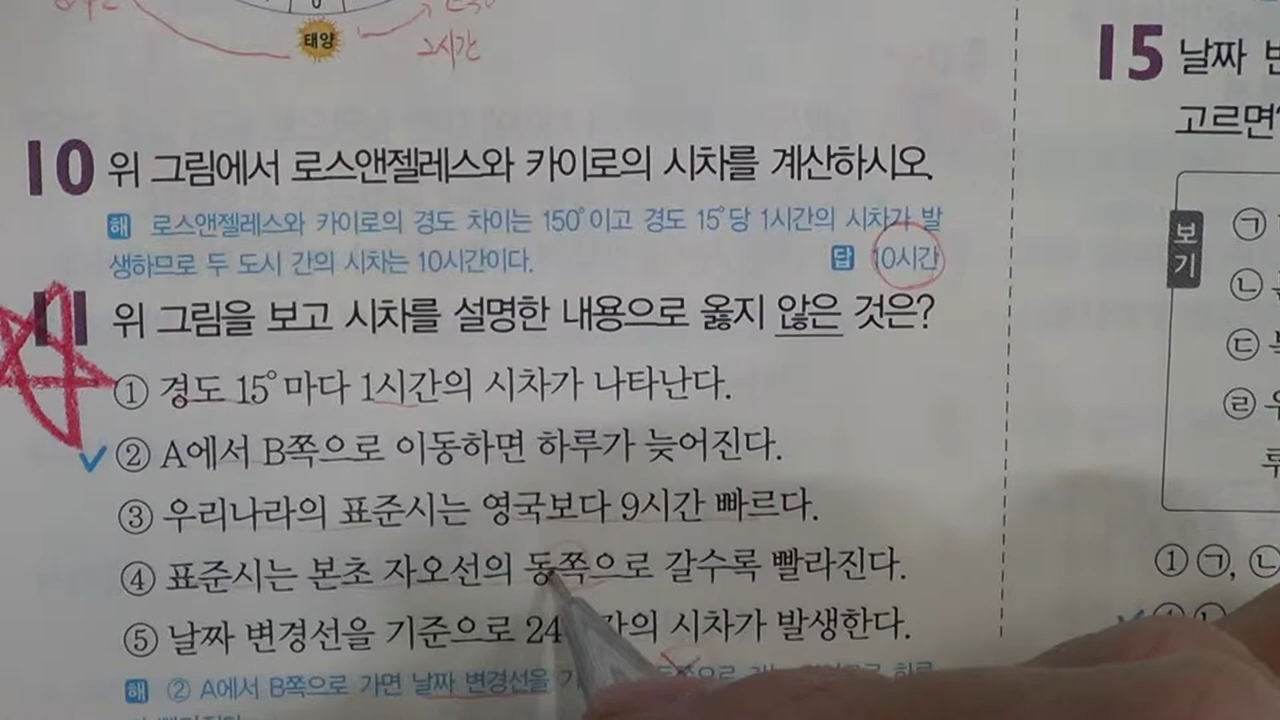 태양
2시간
10 위 그림에서 로스앤젤레스와 카이로의 시차를 계산하시오.
해 로스앤젤레스와 카이로의 경도 차이는 150°이고 경도 15°당 1시간의 시차가 발
생하므로 두 도시 간의 시차는 10시간이다. 답 10시간
11 위 그림을 보고 시차를 설명한 내용으로 옳지 않은 것은?
① 경도 15°마다 1시간의 시차가 나타난다.
② A에서 B쪽으로 이동하면 하루가 늦어진다.
③ 우리나라의 표준시는 영국보다 9시간 빠르다.
④ 표준시는 본초 자오선의 동쪽으로 갈수록 빨라진다.
⑤ 날짜 변경선을 기준으로 24 간의 시차가 발생한다.
해 ② A에서 B쪽으로 가면 날짜 변경선을
15 날짜
고르면
보기
㉠
㉡
㉢
㉣
① ㉠, ㉡